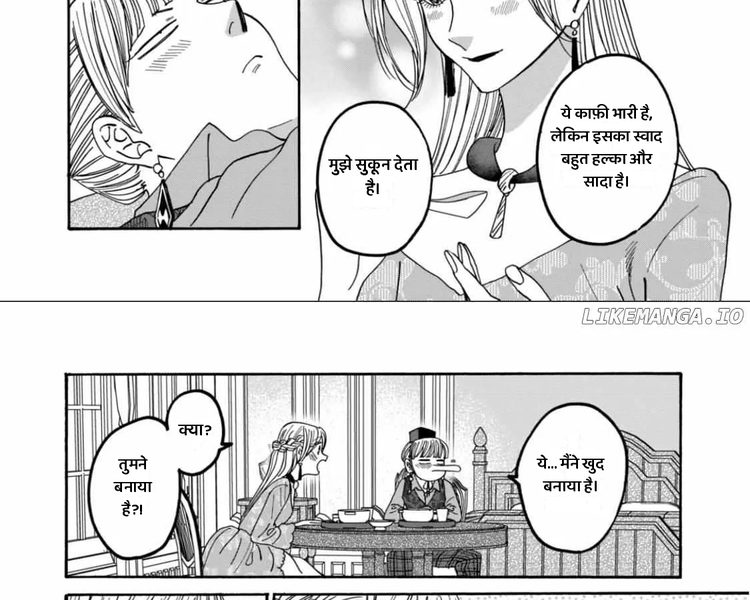 ये काफ़ी भारी है,
लेकिन इसका स्वाद
बहुत हल्का और
सादा है।
मुझे सुकून देता
है।
LIKEMANGA.IO
ये... मैंने खुद
बनाया है।
क्या?
तुमने
बनाया
है?!